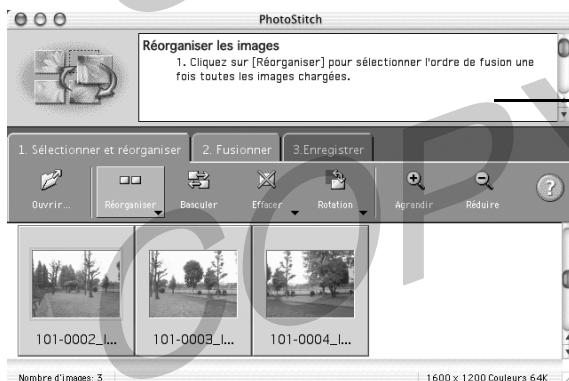 PhotoStitch
Réorganiser les images
1. Cliquez sur [Réorganiser] pour sélectionner l'ordre de fusion une
fois toutes les images chargées.
1. Sélectionner et réorganiser 2. Fusionner 3.Enregistrer
Ouvrir... Réorganiser Basculer Effacer Rotation Agrandir Réduire ?
101-0002_I... 101-0003_I... 101-0004_I...
Nombre d'images: 3 1600 x 1200 Couleurs 64K
COPY